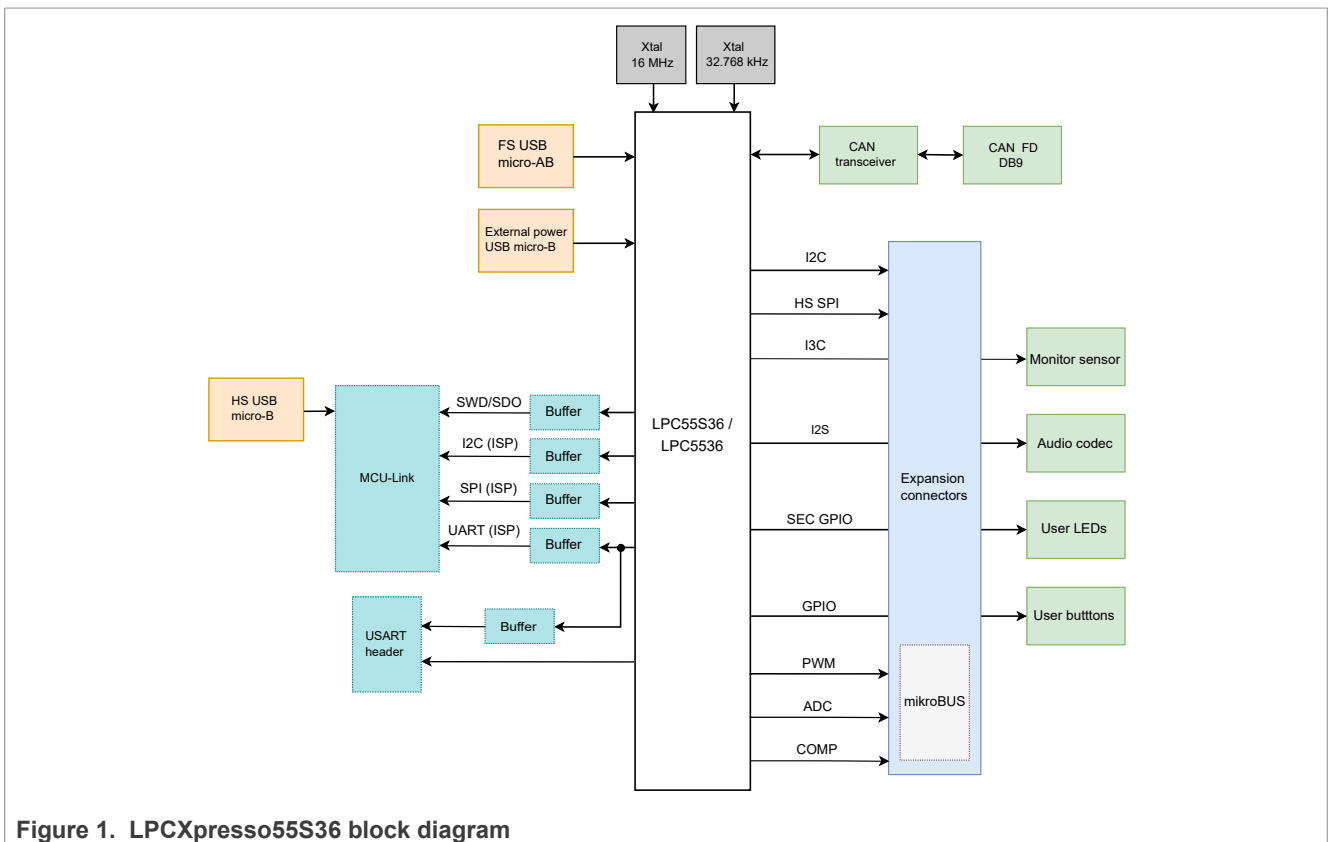 Xtal
16 MHz
Xtal
32.768 kHz
FS USB
micro-AB
External power
USB micro-B
CAN
transceiver
CAN FD
DB9
I2C
HS SPI
I3C
I2S
SEC GPIO
GPIO
PWM
ADC
COMP
HS USB
micro-B
MCU-Link
SWD/SDO
Buffer
I2C (ISP)
Buffer
SPI (ISP)
Buffer
UART (ISP)
Buffer
USART
header
Buffer
LPC55S36 /
LPC5536
Expansion
connectors
mikroBUS
Monitor sensor
Audio codec
User LEDs
User butttons
Figure 1. LPCXpresso55S36 block diagram